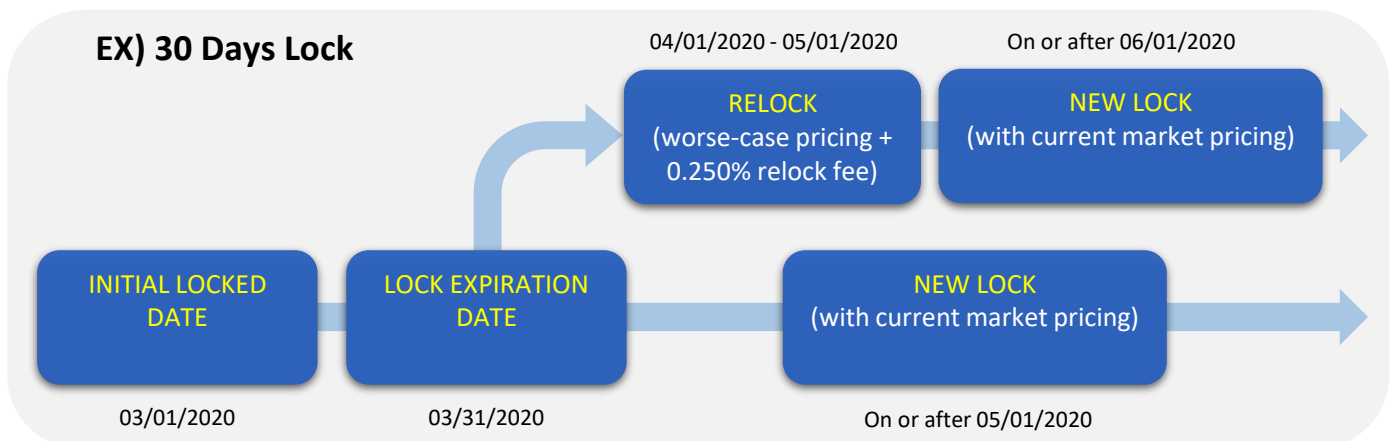 EX) 30 Days Lock
04/01/2020 - 05/01/2020
On or after 06/01/2020
RELOCK
(worse-case pricing +
0.250% relock fee)
NEW LOCK
(with current market pricing)
INITIAL LOCKED
DATE
LOCK EXPIRATION
DATE
NEW LOCK
(with current market pricing)
03/01/2020
03/31/2020
On or after 05/01/2020